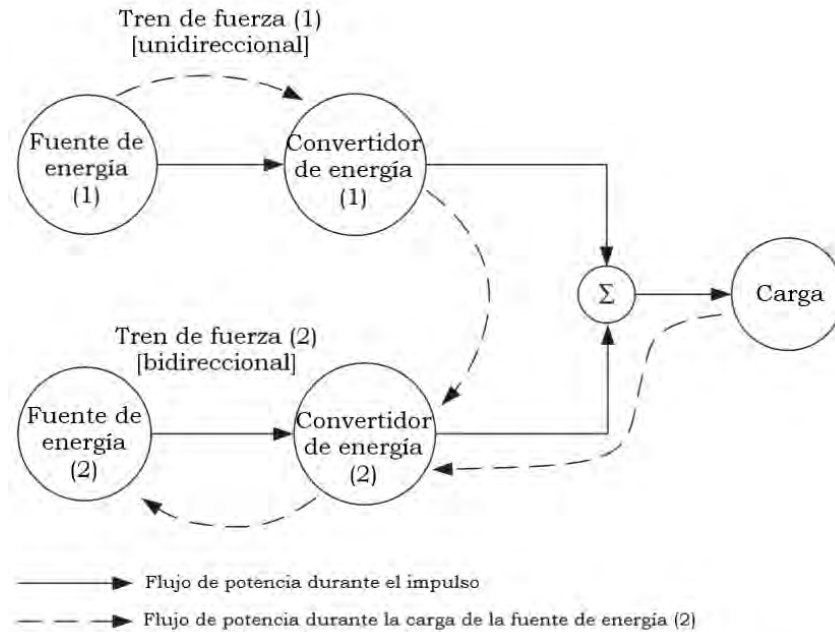 Tren de fuerza (1)
[unidireccional]
Fuente de
energía
(1)
Convertidor
de energía
(1)
Σ
Carga
Tren de fuerza (2)
[bidireccional]
Fuente de
energía
(2)
Convertidor
de energía
(2)
Flujo de potencia durante el impulso
Flujo de potencia durante la carga de la fuente de energía (2)